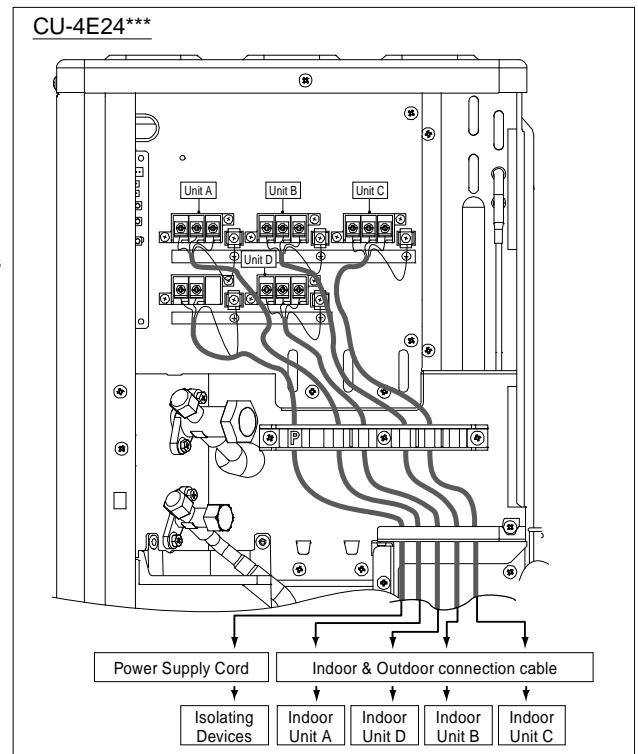 CU-4E24***
Unit A
Unit B
Unit C
Unit D
P
Power Supply Cord
Indoor & Outdoor connection cable
Isolating
Devices
Indoor
Unit A
Indoor
Unit D
Indoor
Unit B
Indoor
Unit C